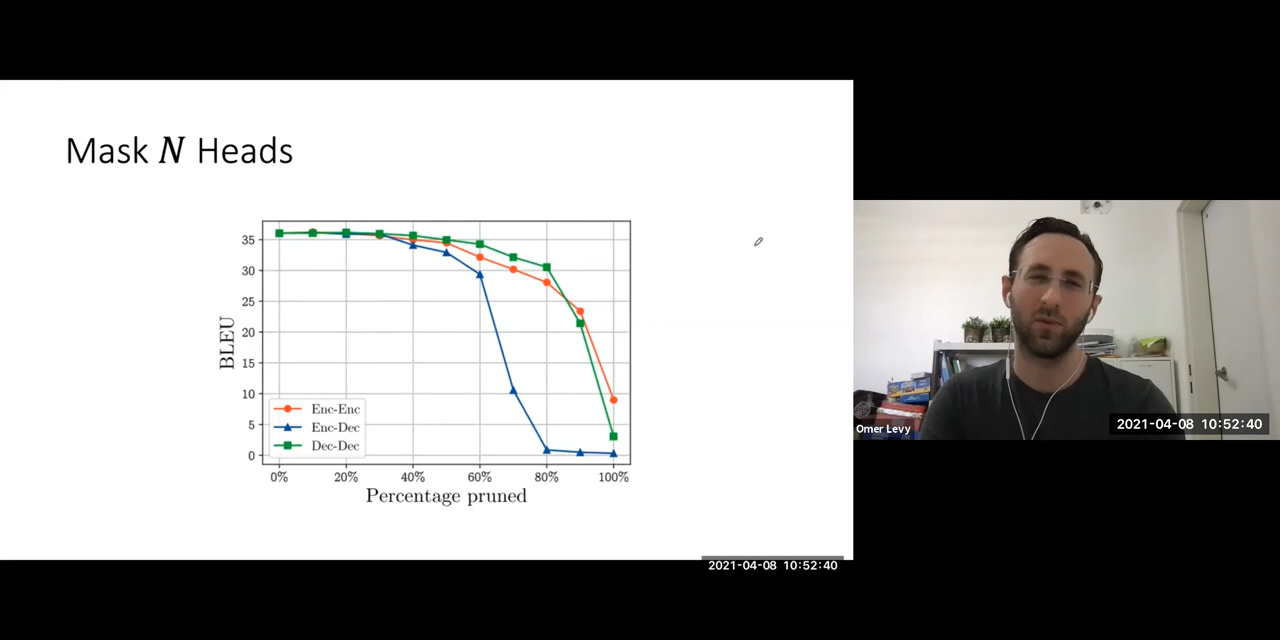 Mask N Heads
35
30
25
20
15
10
5
0
BLEU
Enc-Enc
Enc-Dec
Dec-Dec
0% 20% 40% 60% 80% 100%
Percentage pruned
2021-04-08 10:52:40
Omer Levy
2021-04-08 10:52:40